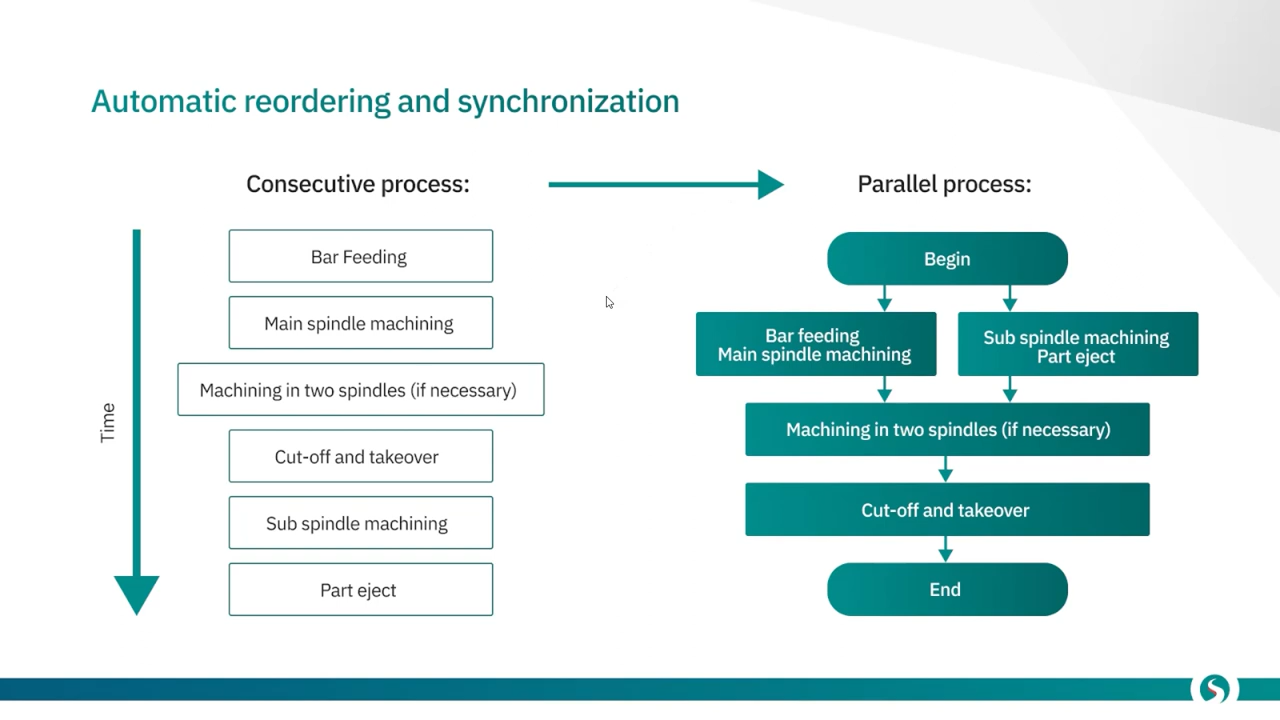 Automatic reordering and synchronization
Consecutive process:
Parallel process:
Time
Bar Feeding
Main spindle machining
Machining in two spindles (if necessary)
Cut-off and takeover
Sub spindle machining
Part eject
Begin
Bar feeding
Main spindle machining
Sub spindle machining
Part eject
Machining in two spindles (if necessary)
Cut-off and takeover
End